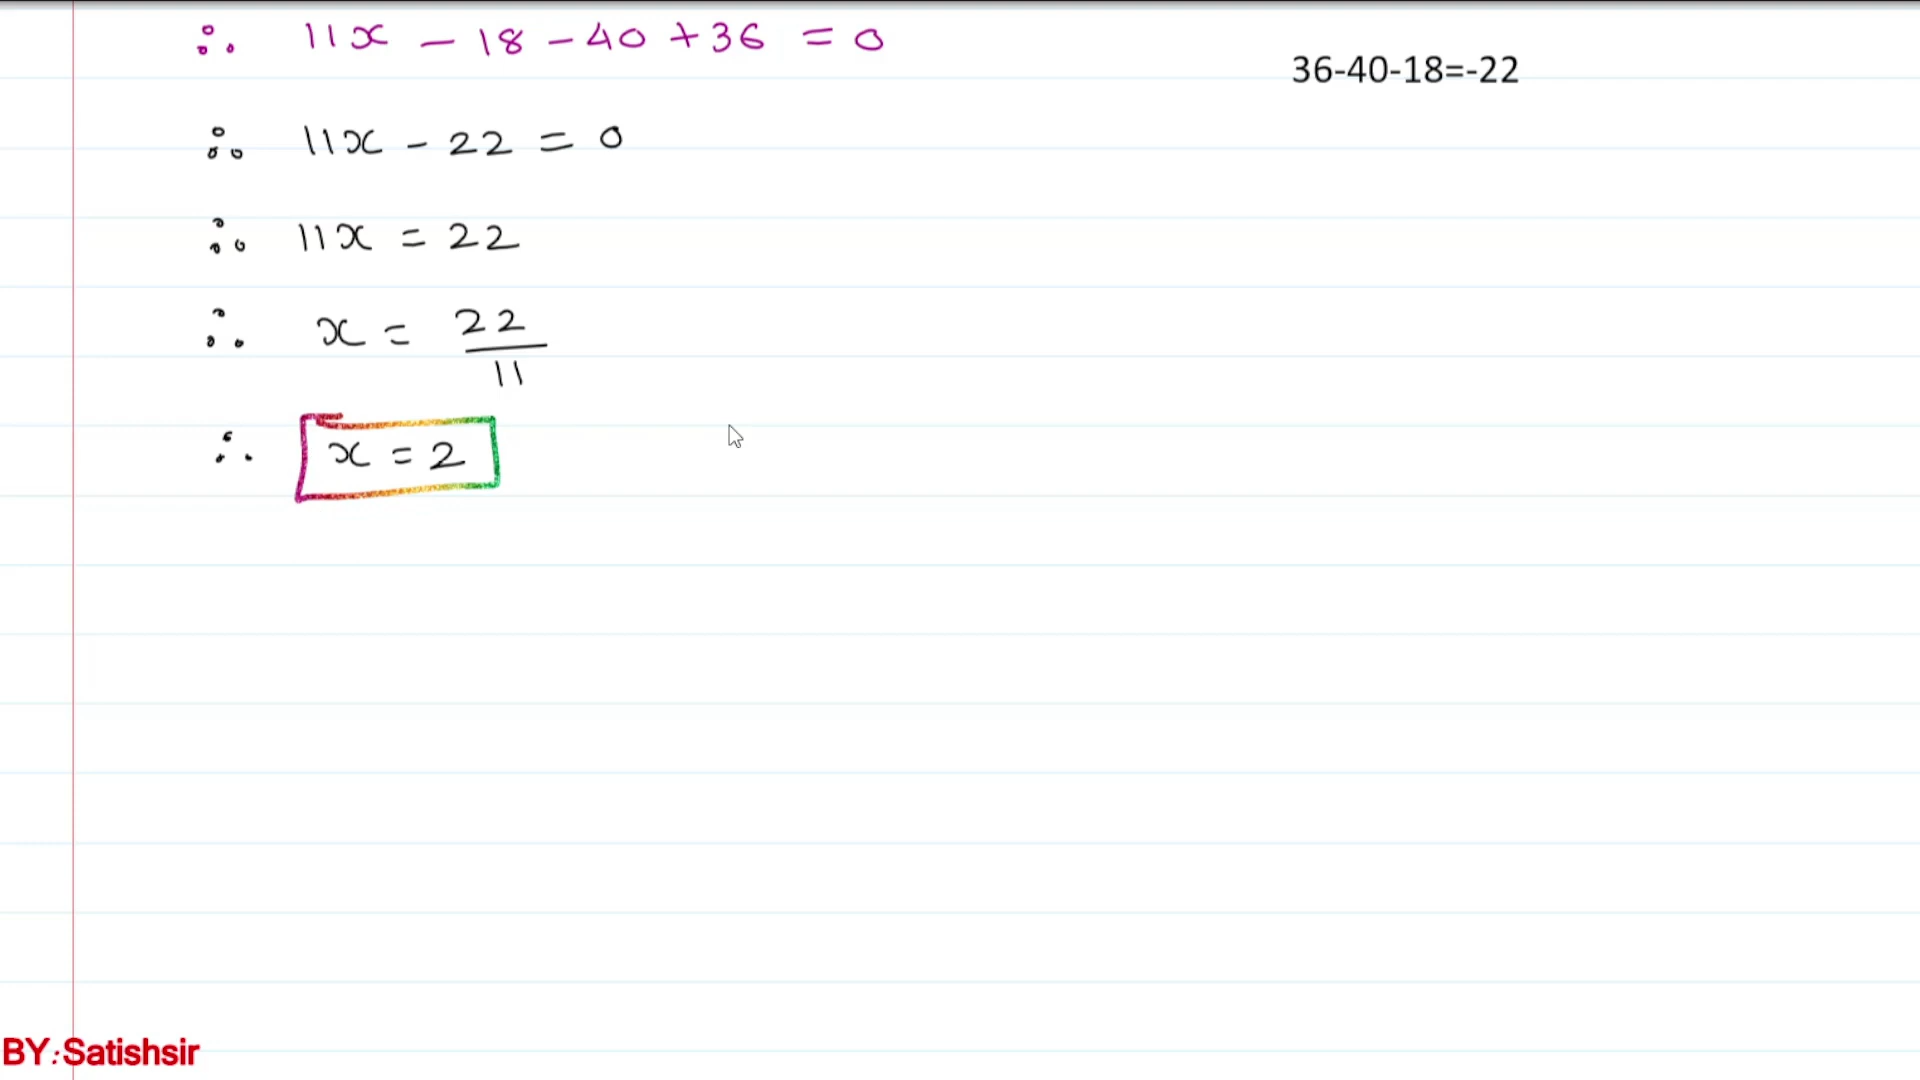 ∴ 11x - 18 - 40 + 36 = 0
36-40-18=-22
∴ 11x - 22 = 0
∴ 11x = 22
∴ x = 22/11
∴ x = 2
BY:Satishsir